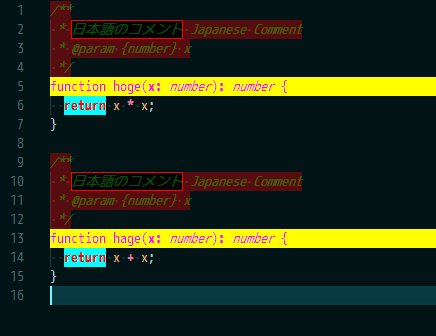 1 /**
2 * 日本語のコメント Japanese Comment
3 * @param {number} x
4 */
5 function hoge(x: number): number {
6 return x * x;
7 }
8
9 /**
10 * 日本語のコメント Japanese Comment
11 * @param {number} x
12 */
13 function hage(x: number): number {
14 return x + x;
15 }
16